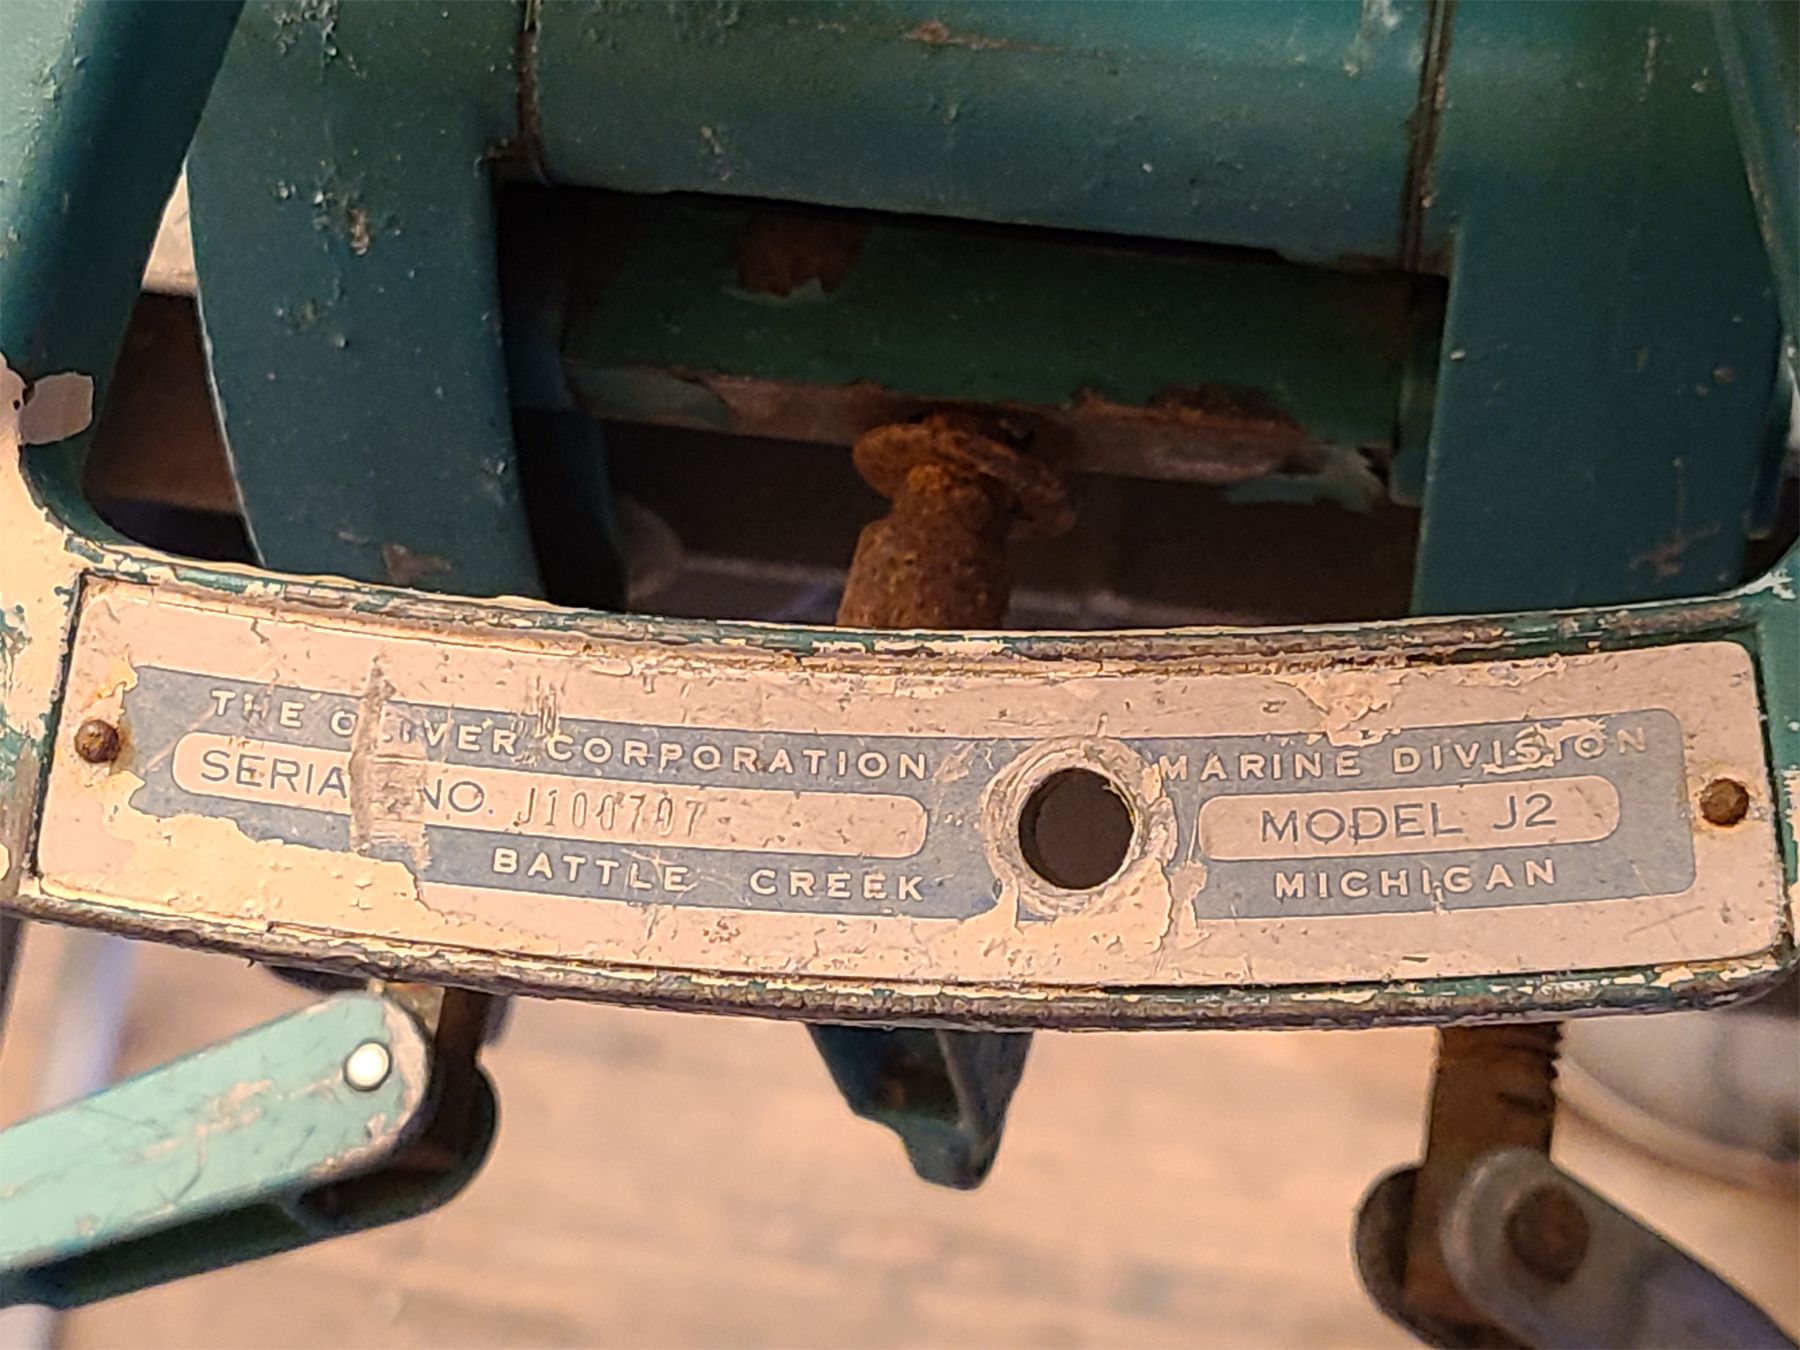 THE OLIVER CORPORATION MARINE DIVISION
SERIAL NO. J100707 MODEL J2
BATTLE CREEK MICHIGAN